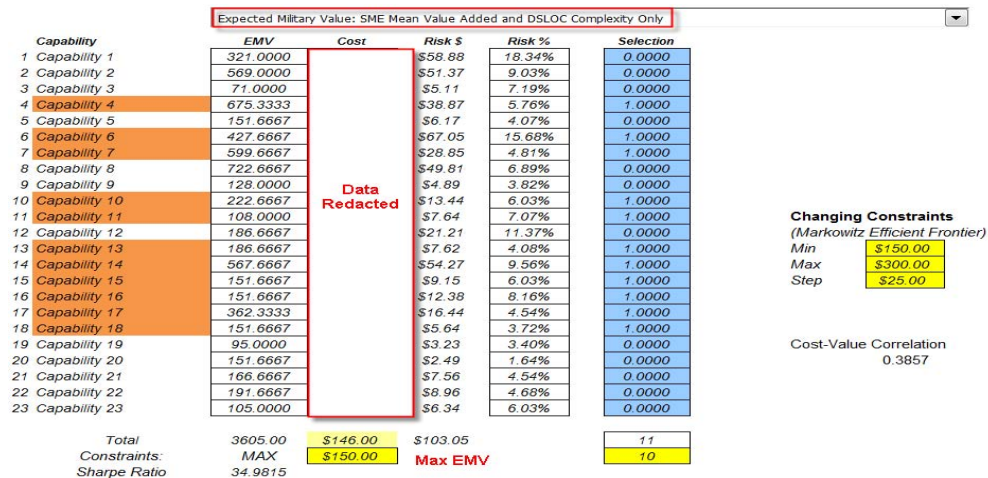 Expected Military Value: SME Mean Value Added and DSLOC Complexity Only
Capability EMV Cost Risk $ Risk % Selection
1 Capability 1 321.0000 $58.88 18.34% 0.0000
2 Capability 2 569.0000 $51.37 9.03% 0.0000
3 Capability 3 71.0000 $5.11 7.19% 0.0000
4 Capability 4 675.3333 $38.87 5.76% 1.0000
5 Capability 5 151.6667 $6.17 4.07% 0.0000
6 Capability 6 427.6667 $67.05 15.68% 1.0000
7 Capability 7 599.6667 $28.85 4.81% 1.0000
8 Capability 8 722.6667 $49.81 6.89% 0.0000
9 Capability 9 128.0000 $4.89 3.82% 0.0000
Data Redacted
10 Capability 10 222.6667 $13.44 6.03% 1.0000
11 Capability 11 108.0000 $7.64 7.07% 1.0000
12 Capability 12 186.6667 $21.21 11.37% 0.0000
13 Capability 13 186.6667 $7.62 4.08% 1.0000
14 Capability 14 567.6667 $54.27 9.56% 1.0000
15 Capability 15 151.6667 $9.15 6.03% 1.0000
16 Capability 16 151.6667 $12.38 8.16% 1.0000
17 Capability 17 362.3333 $16.44 4.54% 1.0000
18 Capability 18 151.6667 $5.64 3.72% 1.0000
19 Capability 19 95.0000 $3.23 3.40% 0.0000
20 Capability 20 151.6667 $2.49 1.64% 0.0000
21 Capability 21 166.6667 $7.56 4.54% 0.0000
22 Capability 22 191.6667 $8.96 4.68% 0.0000
23 Capability 23 105.0000 $6.34 6.03% 0.0000
Total 3605.00 $146.00 $103.05 11
Constraints: MAX $150.00 Max EMV 10
Sharpe Ratio 34.9815
Changing Constraints
(Markowitz Efficient Frontier)
Min $150.00
Max $300.00
Step $25.00
Cost-Value Correlation
0.3857